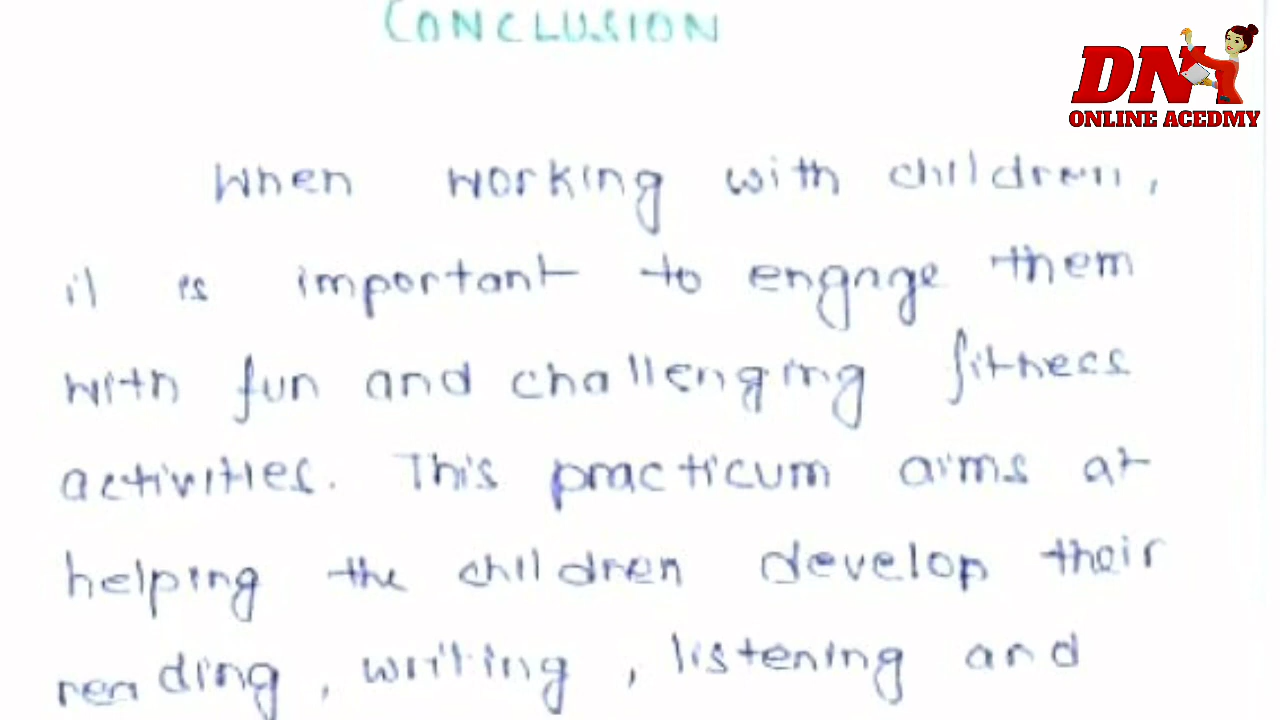 CONCLUSION
DNA
ONLINE ACEDMY
When working with children,
it is important to engage them
with fun and challenging fitness
activities. This practicum aims at
helping the children develop their
reading, writing, listening and